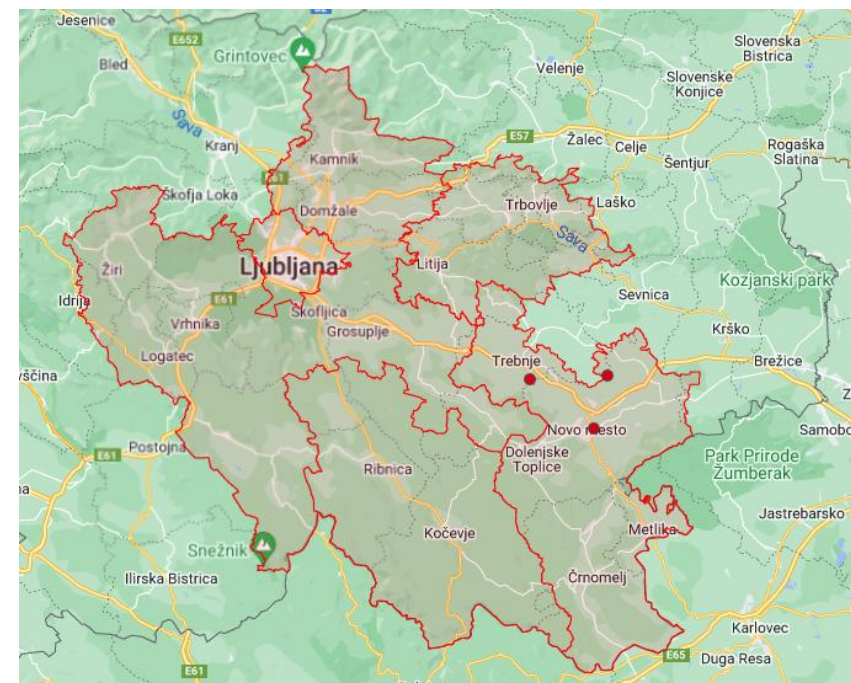 Jesenice
E652
Grintovec
Bled
Velenje
Slovenska
Bistrica
Slovenske
Konjice
Sava
Kranj
E57
Žalec
Celje
Rogaška
Slatina
Šentjur
Kamnik
E61
Škofja Loka
Domžale
Trbovlje
Laško
Sava
Ljubljana
Litija
Žiri
Kozjanski park
Idrija
E61
Sevnica
Škofljica
Vrhnika
Grosuplje
Krško
Logatec
Trebnje
Brežice
Postojna
E61
Novo mesto
Samobo
Dolenjske
Toplice
Park Prirode
Žumberak
Ribnica
Jastrebarsko
Kočevje
Metlika
Snežnik
Ilirska Bistrica
Črnomelj
Karlovec
E65
Duga Resa
E61